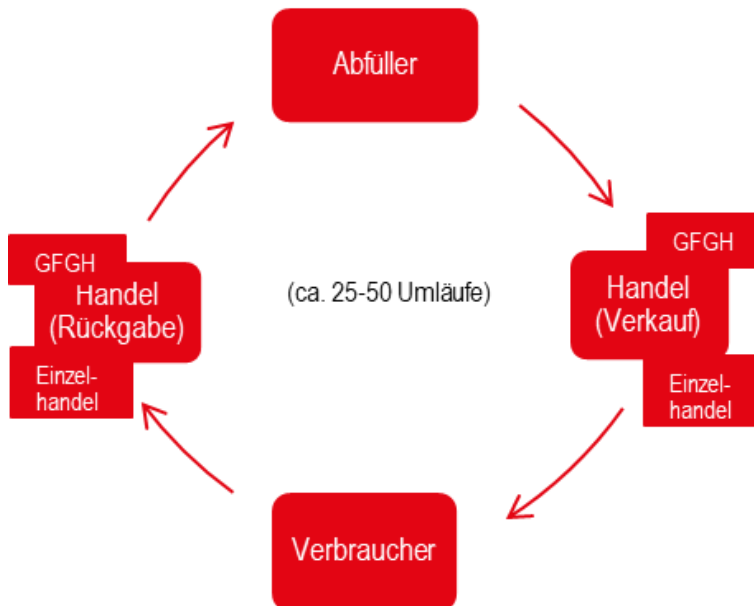 Abfüller
GFGH
Handel
(Rückgabe)
Einzel-
handel
(ca. 25-50 Umläufe)
GFGH
Handel
(Verkauf)
Einzel-
handel
Verbraucher